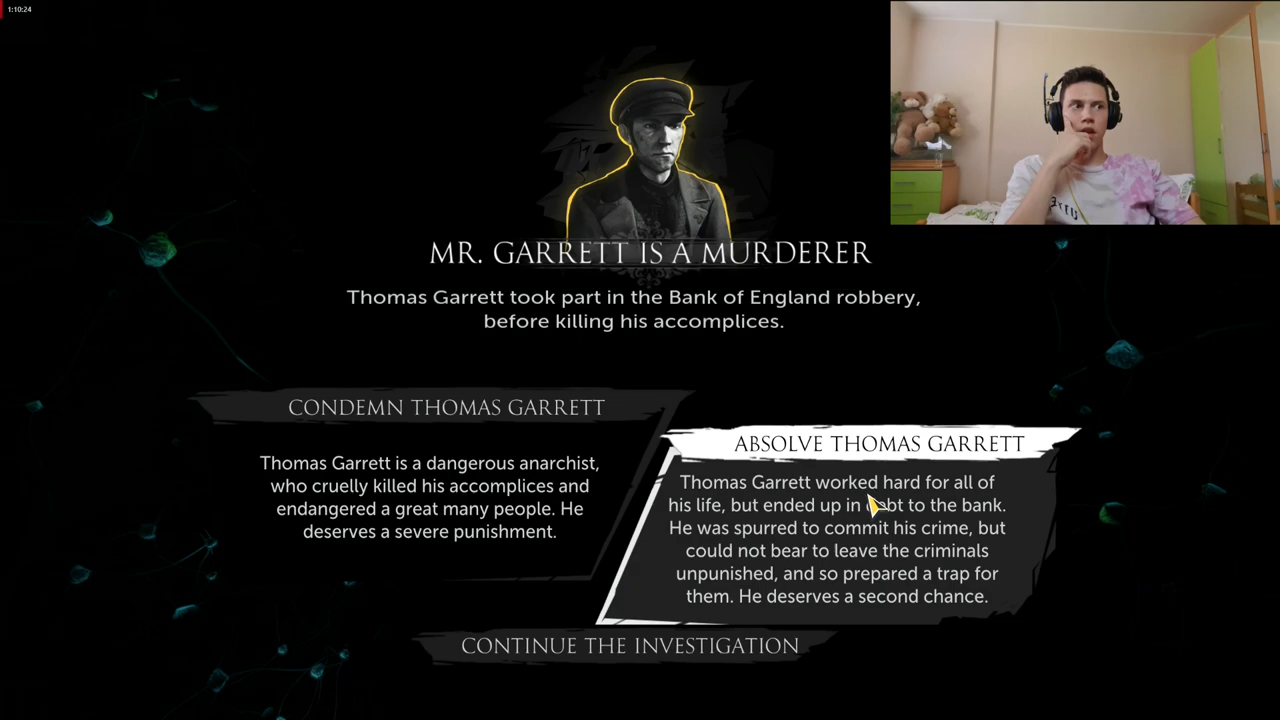 1:10:24
MR. GARRETT IS A MURDERER
Thomas Garrett took part in the Bank of England robbery,
before killing his accomplices.
CONDEMN THOMAS GARRETT
Thomas Garrett is a dangerous anarchist,
who cruelly killed his accomplices and
endangered a great many people. He
deserves a severe punishment.
ABSOLVE THOMAS GARRETT
Thomas Garrett worked hard for all of
his life, but ended up in debt to the bank.
He was spurred to commit his crime, but
could not bear to leave the criminals
unpunished, and so prepared a trap for
them. He deserves a second chance.
CONTINUE THE INVESTIGATION